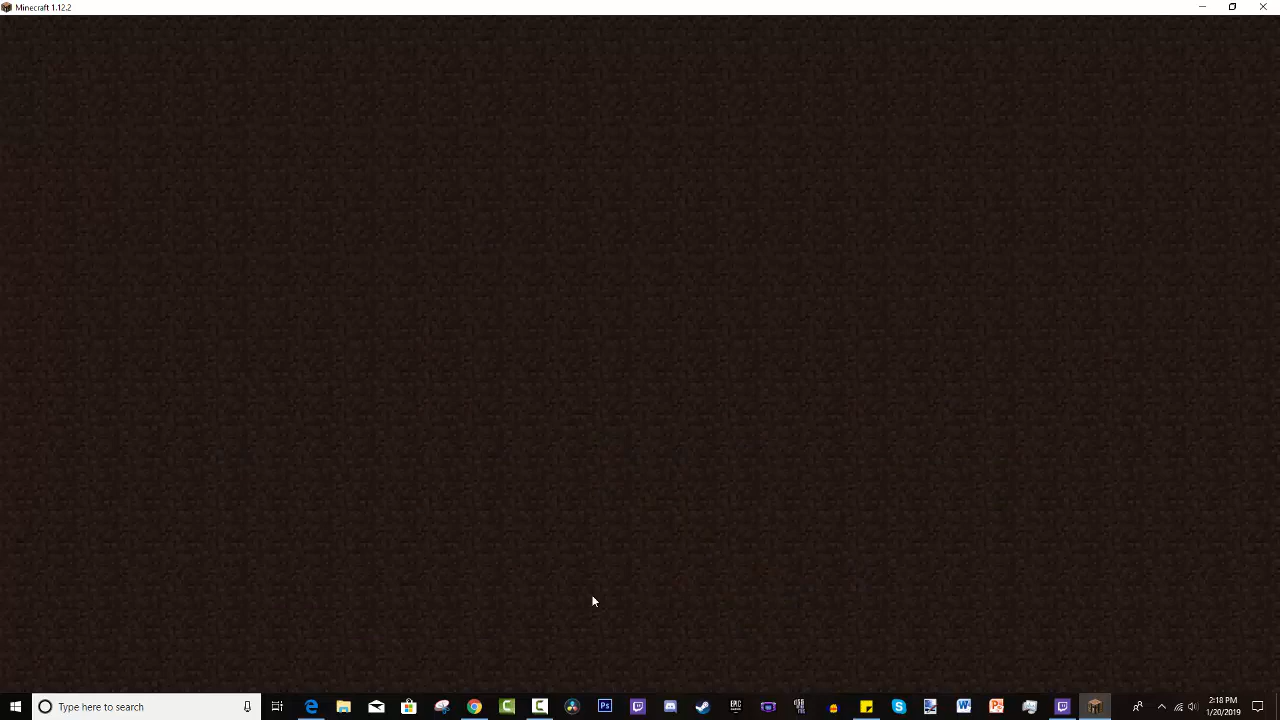 Minecraft 1.12.2
Type here to search
2:18 PM
1/20/2019